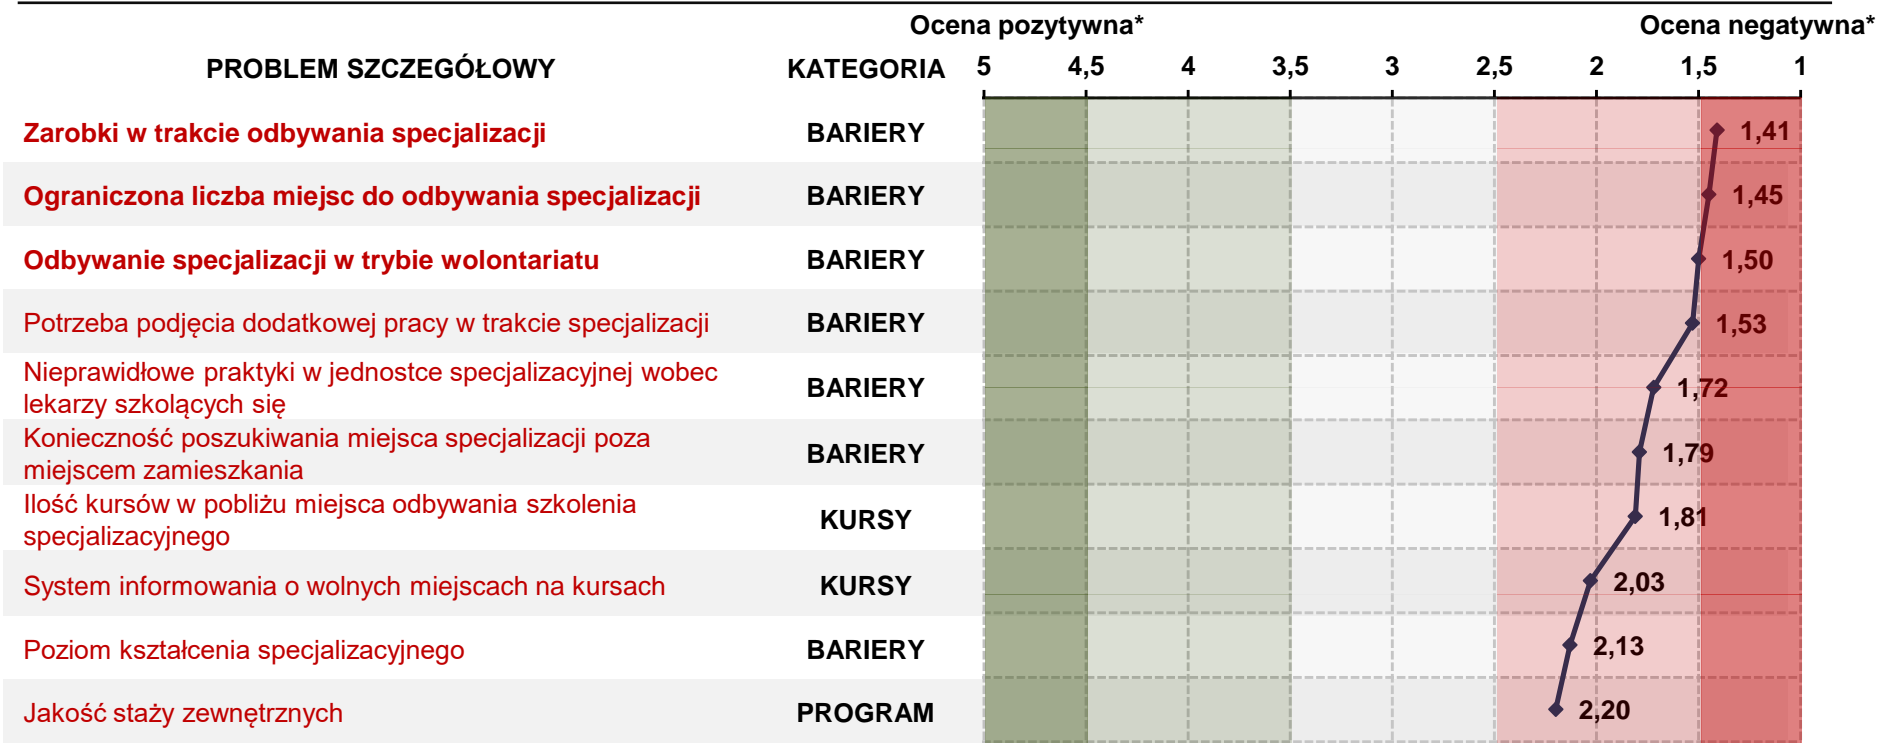 Ocena pozytywna* Ocena negatywna*
PROBLEM SZCZEGÓŁOWY KATEGORIA 5 4,5 4 3,5 3 2,5 2 1,5 1
Zarobki w trakcie odbywania specjalizacji BARIERY 1,41
Ograniczona liczba miejsc do odbywania specjalizacji BARIERY 1,45
Odbywanie specjalizacji w trybie wolontariatu BARIERY 1,50
Potrzeba podjęcia dodatkowej pracy w trakcie specjalizacji BARIERY 1,53
Nieprawidłowe praktyki w jednostce specjalizacyjnej wobec
lekarzy szkolących się BARIERY 1,72
Konieczność poszukiwania miejsca specjalizacji poza
miejscem zamieszkania BARIERY 1,79
Ilość kursów w pobliżu miejsca odbywania szkolenia
specjalizacyjnego KURSY 1,81
System informowania o wolnych miejscach na kursach KURSY 2,03
Poziom kształcenia specjalizacyjnego BARIERY 2,13
Jakość staży zewnętrznych PROGRAM 2,20